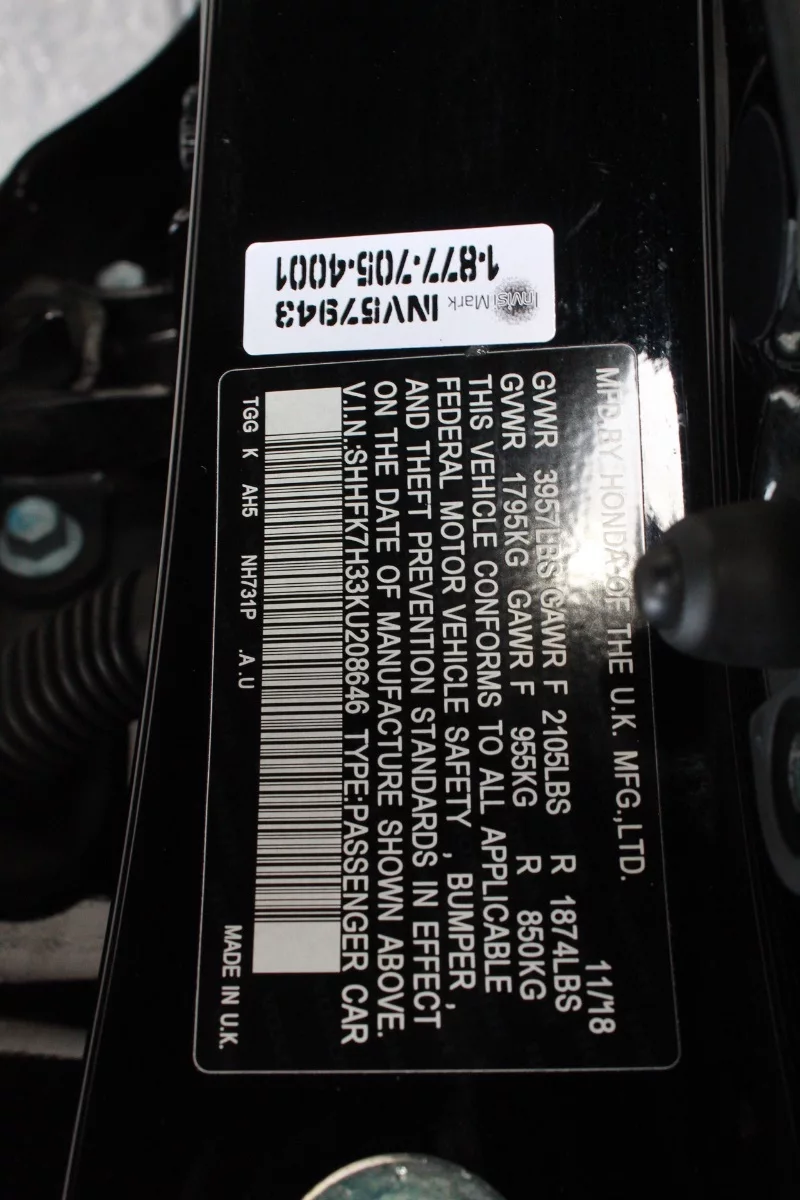 InvisiMark INV57943
1·877·705·4001
MFD.BY HONDA OF THE U.K. MFG.,LTD. 11/18
GVWR 3957LBS GAWR F 2105LBS R 1874LBS
GVWR 1795KG GAWR F 955KG R 850KG
THIS VEHICLE CONFORMS TO ALL APPLICABLE
FEDERAL MOTOR VEHICLE SAFETY , BUMPER ,
AND THEFT PREVENTION STANDARDS IN EFFECT
ON THE DATE OF MANUFACTURE SHOWN ABOVE.
V.I.N.:SHHFK7H33KU208646 TYPE:PASSENGER CAR
TGG K AH5 NH731P .A .U MADE IN U.K.